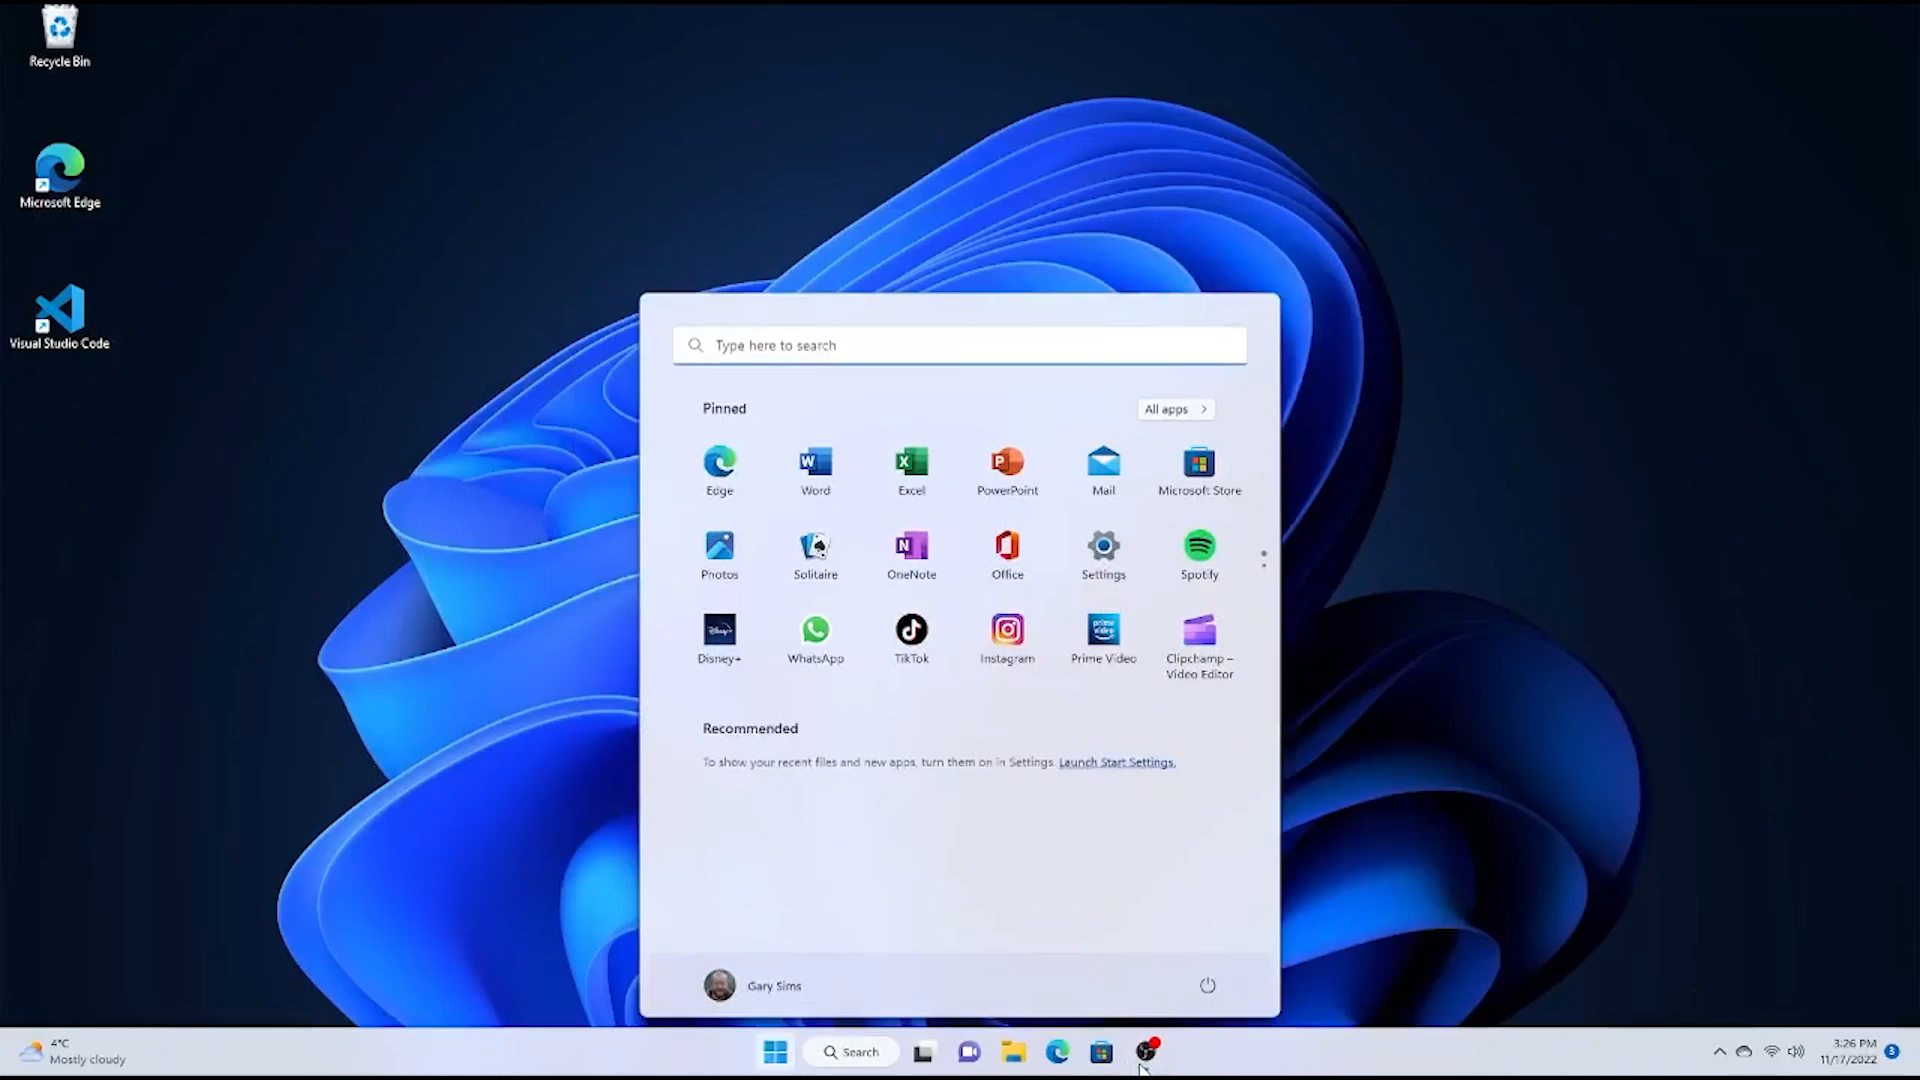 Recycle Bin
Microsoft Edge
Visual Studio Code
Type here to search
Pinned
All apps
Edge
Word
Excel
PowerPoint
Mail
Microsoft Store
Photos
Solitaire
OneNote
Office
Settings
Spotify
Disney+
WhatsApp
TikTok
Instagram
prime video
Prime Video
Clipchamp –
Video Editor
Recommended
To show your recent files and new apps, turn them on in Settings. Launch Start Settings.
Gary Sims
4°C
Mostly cloudy
Search
3:26 PM
11/17/2022
3